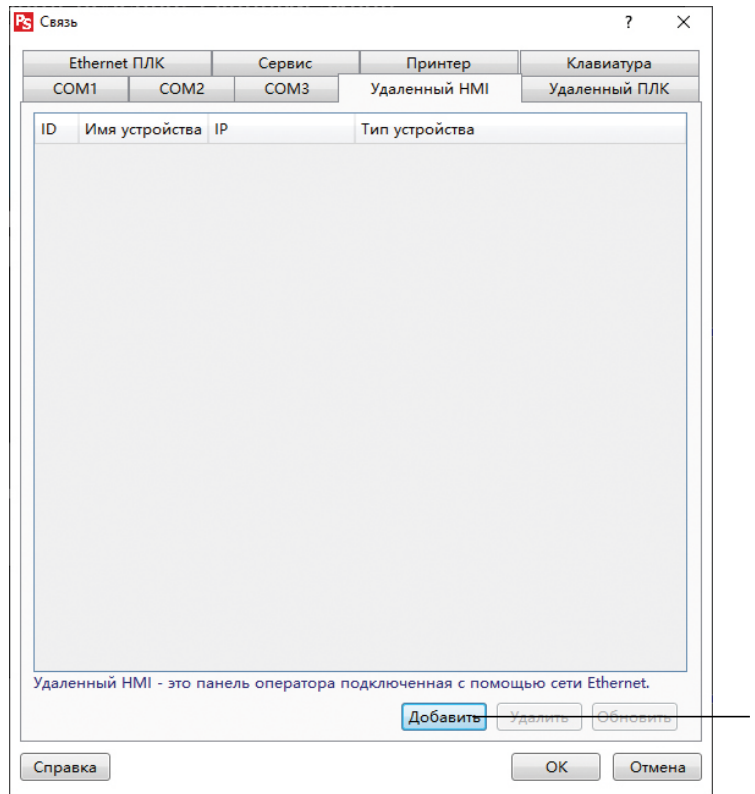 PS Связь ?
Ethernet ПЛК Сервис Принтер Клавиатура
COM1 COM2 COM3 Удаленный HMI Удаленный ПЛК
ID Имя устройства IP Тип устройства
Удаленный HMI - это панель оператора подключенная с помощью сети Ethernet.
Добавить Удалить Обновить
Справка OK Отмена